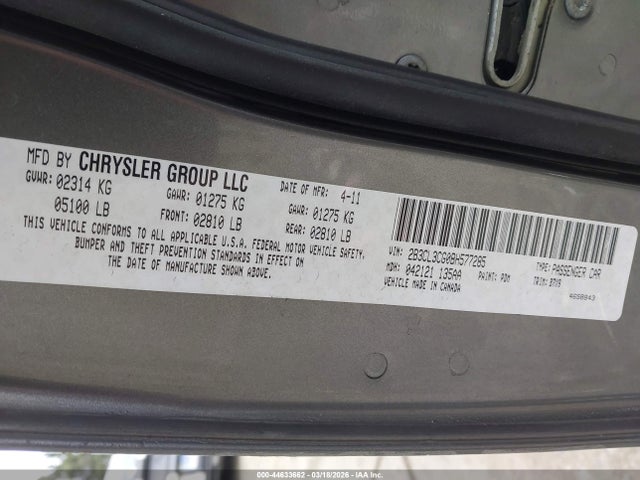 MFD BY CHRYSLER GROUP LLC
DATE OF MFR: 4-11
GVWR: 02314 KG
GAWR: 01275 KG
GAWR: 01275 KG
05100 LB
FRONT: 02810 LB
REAR: 02810 LB
THIS VEHICLE CONFORMS TO ALL APPLICABLE U.S.A. FEDERAL MOTOR VEHICLE SAFETY,
BUMPER AND THEFT PREVENTION STANDARDS IN EFFECT ON
THE DATE OF MANUFACTURE SHOWN ABOVE.
VIN: 2B3CL3CG0BH577285
TYPE: PASSENGER CAR
MDH: 042121 135AA
PAINT: PDM
TRIM: B7X9
VEHICLE MADE IN CANADA
4658943
000-44633662 - 03/18/2026 - IAA, Inc.